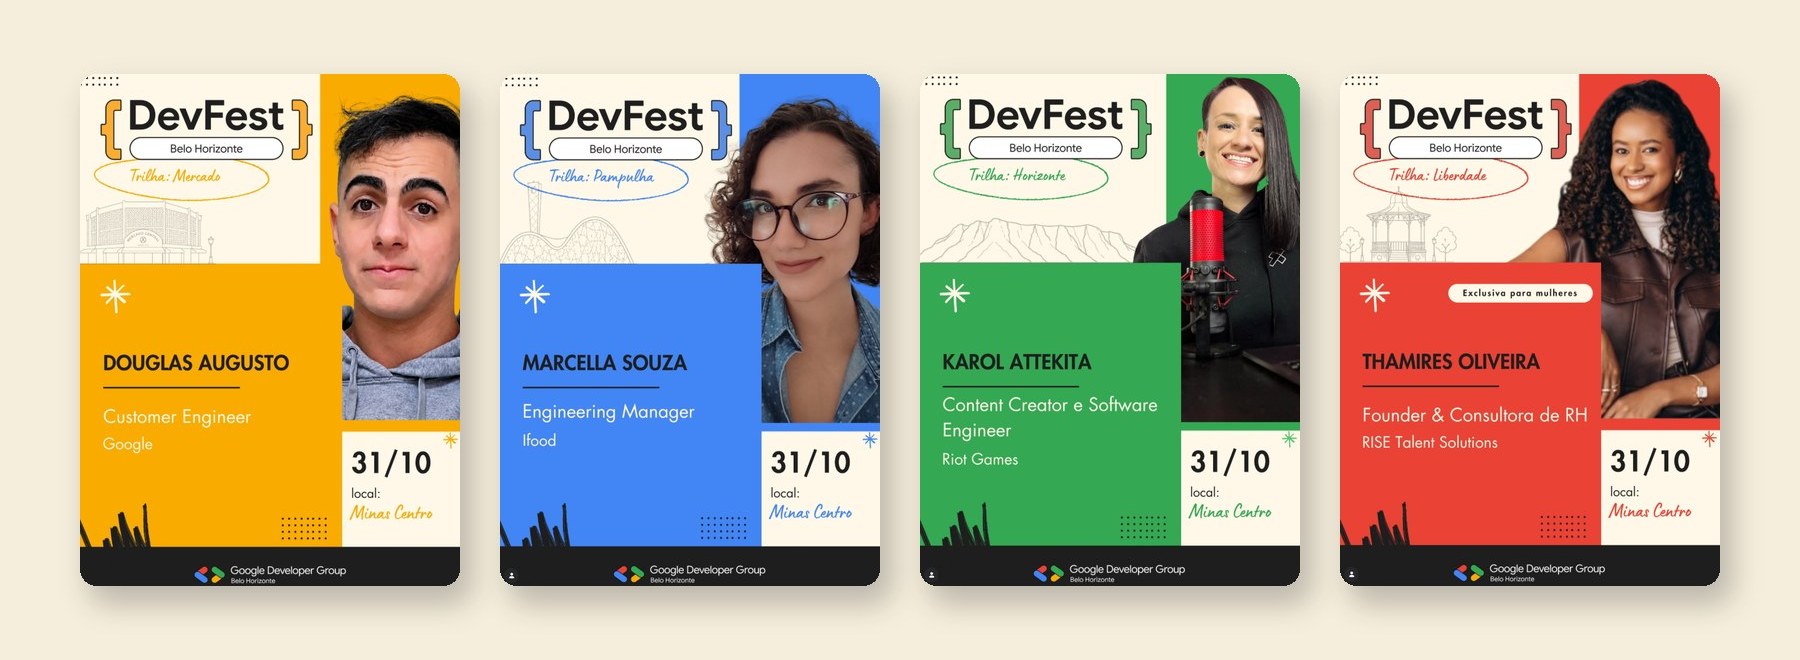 DevFest
Belo Horizonte
Trilha: Mercado
DOUGLAS AUGUSTO
Customer Engineer
Google
31/10
local:
Minas Centro
Google Developer Group
Belo Horizonte
DevFest
Belo Horizonte
Trilha: Pampulha
MARCELLA SOUZA
Engineering Manager
Ifood
31/10
local:
Minas Centro
Google Developer Group
Belo Horizonte
DevFest
Belo Horizonte
Trilha: Horizonte
KAROL ATTEKITA
Content Creator e Software
Engineer
Riot Games
31/10
local:
Minas Centro
Google Developer Group
Belo Horizonte
DevFest
Belo Horizonte
Trilha: Liberdade
Exclusiva para mulheres
THAMIRES OLIVEIRA
Founder & Consultora de RH
RISE Talent Solutions
31/10
local:
Minas Centro
Google Developer Group
Belo Horizonte